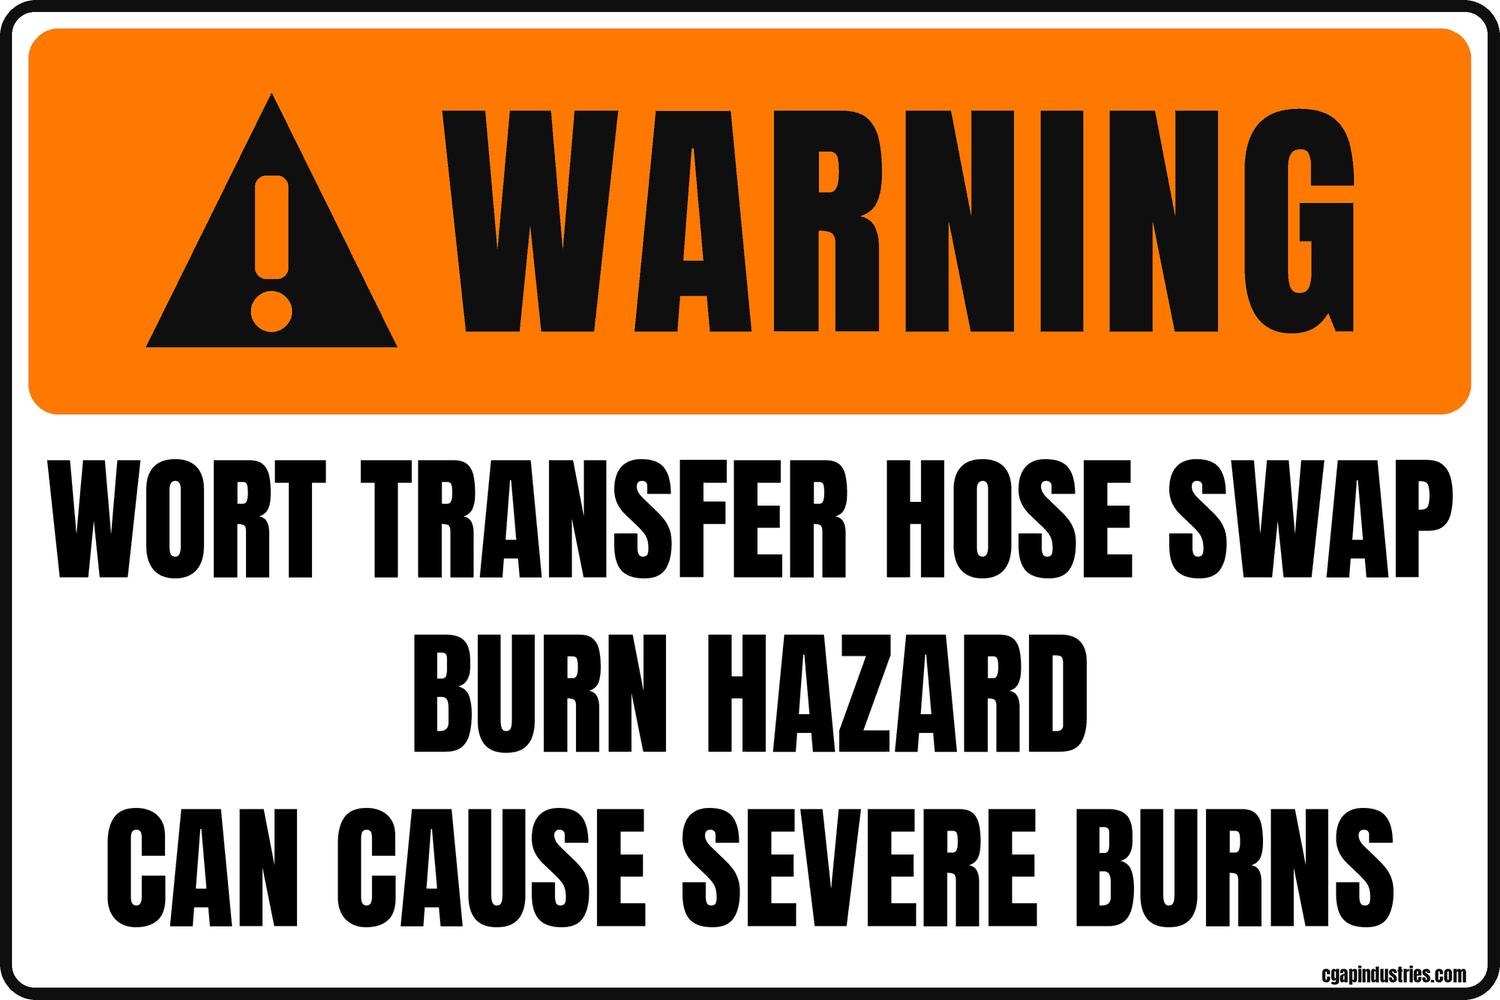 WARNING
WORT TRANSFER HOSE SWAP
BURN HAZARD
CAN CAUSE SEVERE BURNS
cgapindustries.com